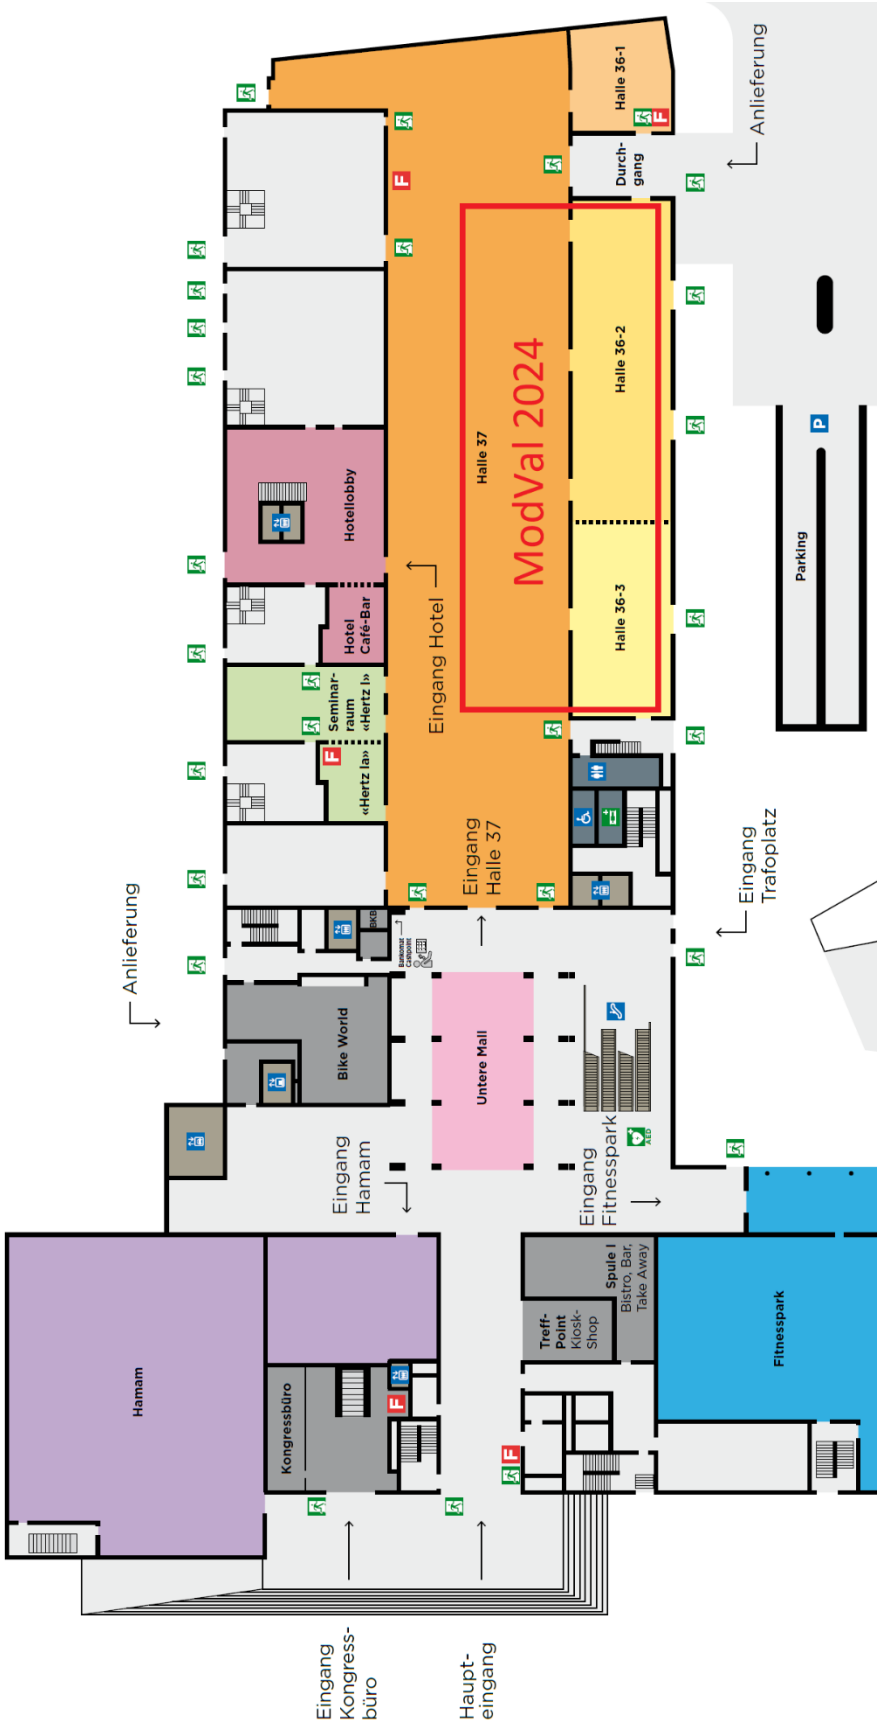 Halle 36-1
Anlieferung
Durch-
gang
F
F
Halle 36-2
Halle 37
ModVal 2024
P
Parking
Hotellobby
Halle 36-3
Hotel
Café-Bar
Eingang Hotel
Seminar-
raum
«Hertz I»
F
«Hertz Ia»
Eingang
Halle 37
Eingang
Trafoplatz
Anlieferung
BKB
Bankomat
Cashpoint
Bike World
Untere Mall
AED
Eingang
Hamam
Eingang
Fitnesspark
Spule I
Bistro, Bar,
Take Away
Treff-
Point
Kiosk-
Shop
Fitnesspark
Hamam
Kongressbüro
F
F
Eingang
Kongress-
büro
Haupt-
eingang